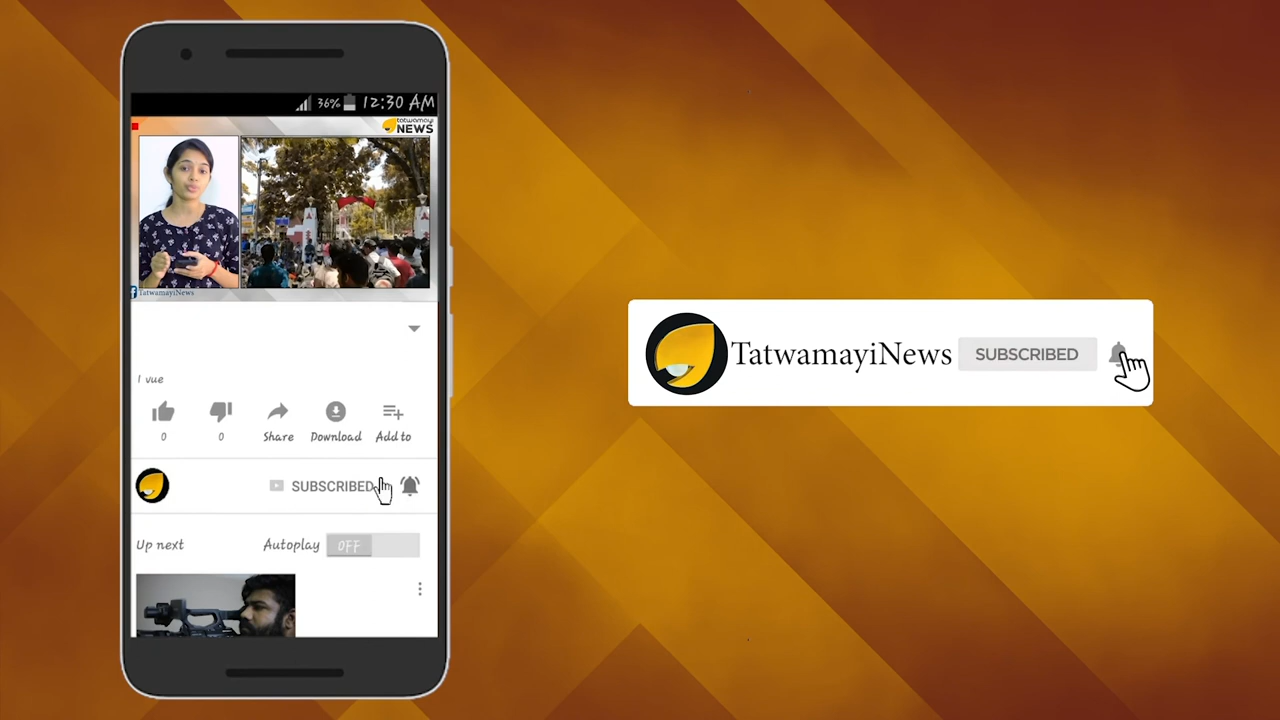 36% 12:30 AM
tatwamayi
NEWS
TatwamayiNews
1 vue
0 0 Share Download Add to
SUBSCRIBED
Up next Autoplay OFF
TatwamayiNews SUBSCRIBED